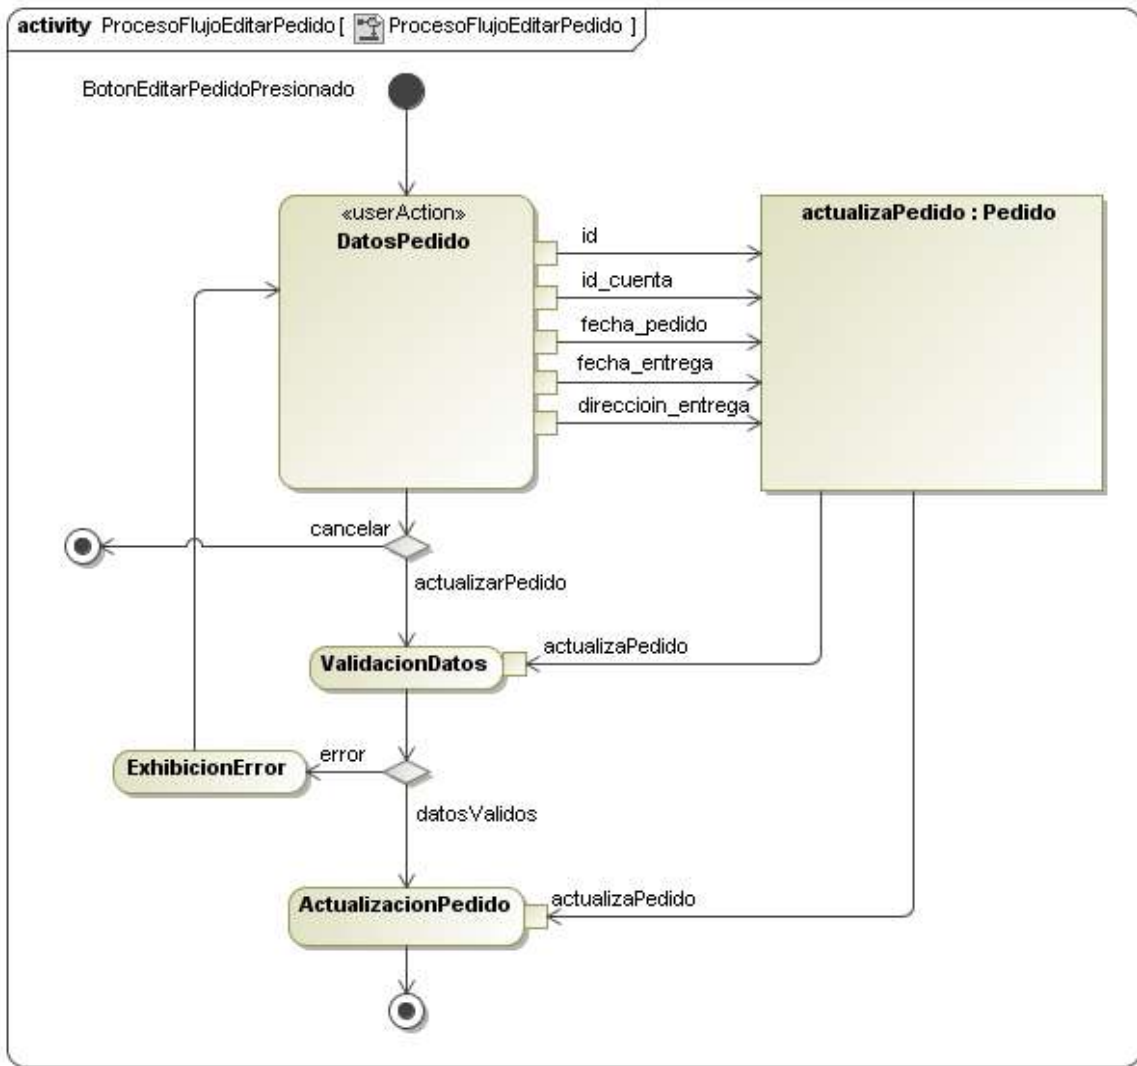 activity ProcesoFlujoEditarPedido [ ProcesoFlujoEditarPedido ]
BotonEditarPedidoPresionado
«userAction»
DatosPedido
actualizaPedido : Pedido
id
id_cuenta
fecha_pedido
fecha_entrega
direccioin_entrega
cancelar
actualizarPedido
ValidacionDatos
actualizaPedido
ExhibicionError
error
datosValidos
ActualizacionPedido
actualizaPedido